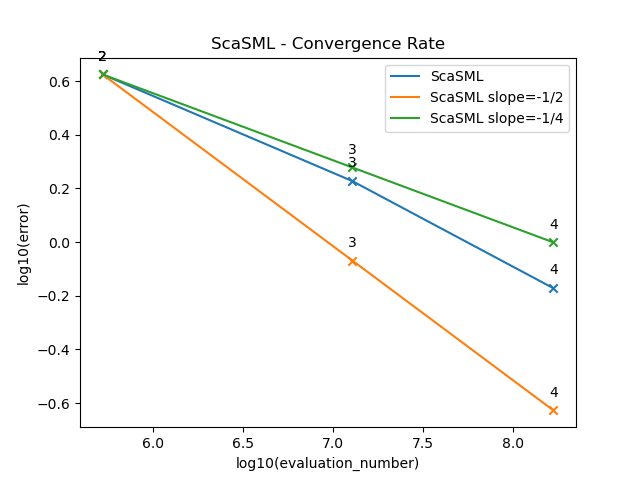 ScaSML - Convergence Rate
2
ScaSML
ScaSML slope=-1/2
ScaSML slope=-1/4
3
3
3
4
4
4
0.6
0.4
0.2
0.0
−0.2
−0.4
−0.6
log10(error)
6.0 6.5 7.0 7.5 8.0
log10(evaluation_number)